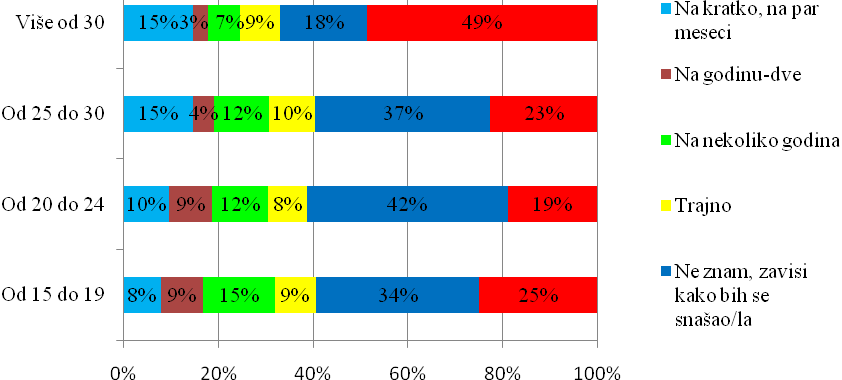 Više od 30
15% 3% 7% 9% 18% 49%
Od 25 do 30
15% 4% 12% 10% 37% 23%
Od 20 do 24
10% 9% 12% 8% 42% 19%
Od 15 do 19
8% 9% 15% 9% 34% 25%
0% 20% 40% 60% 80% 100%
Na kratko, na par
meseci
Na godinu-dve
Na nekoliko godina
Trajno
Ne znam, zavisi
kako bih se
snašao/la